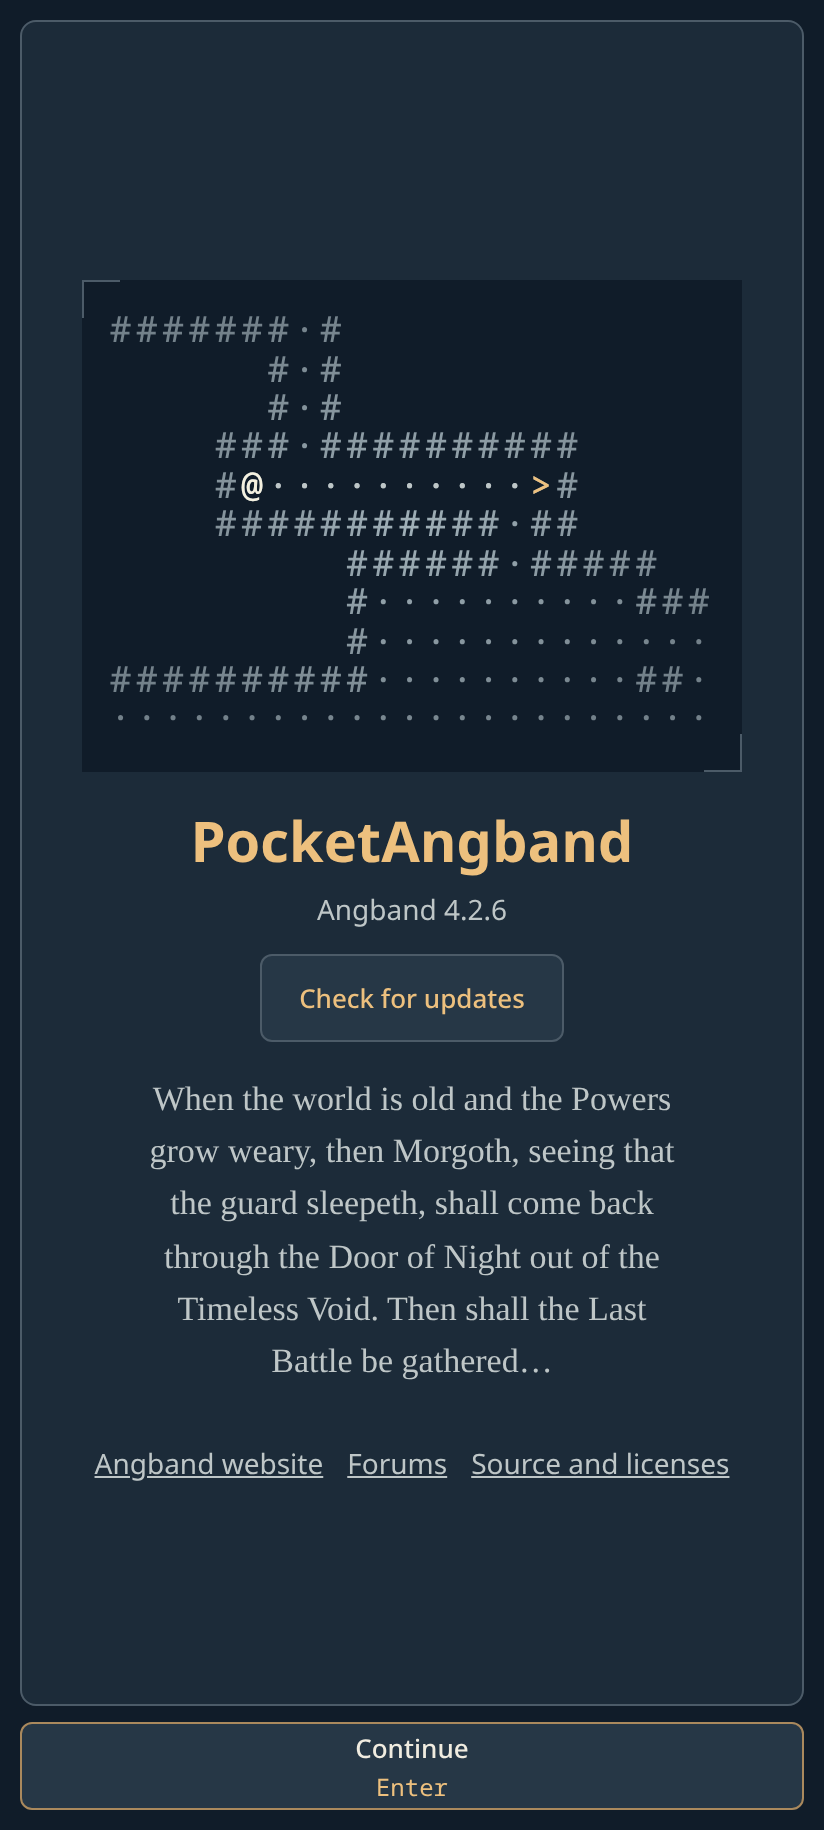 #######·#
      #·#
      #·#
    ###·##########
    #@··········>#
    ###########·##
         ######·#####
         #··········###
         #·············
##########··········##·
·······················
PocketAngband
Angband 4.2.6
Check for updates
When the world is old and the Powers
grow weary, then Morgoth, seeing that
the guard sleepeth, shall come back
through the Door of Night out of the
Timeless Void. Then shall the Last
Battle be gathered…
Angband website Forums Source and licenses
Continue
Enter